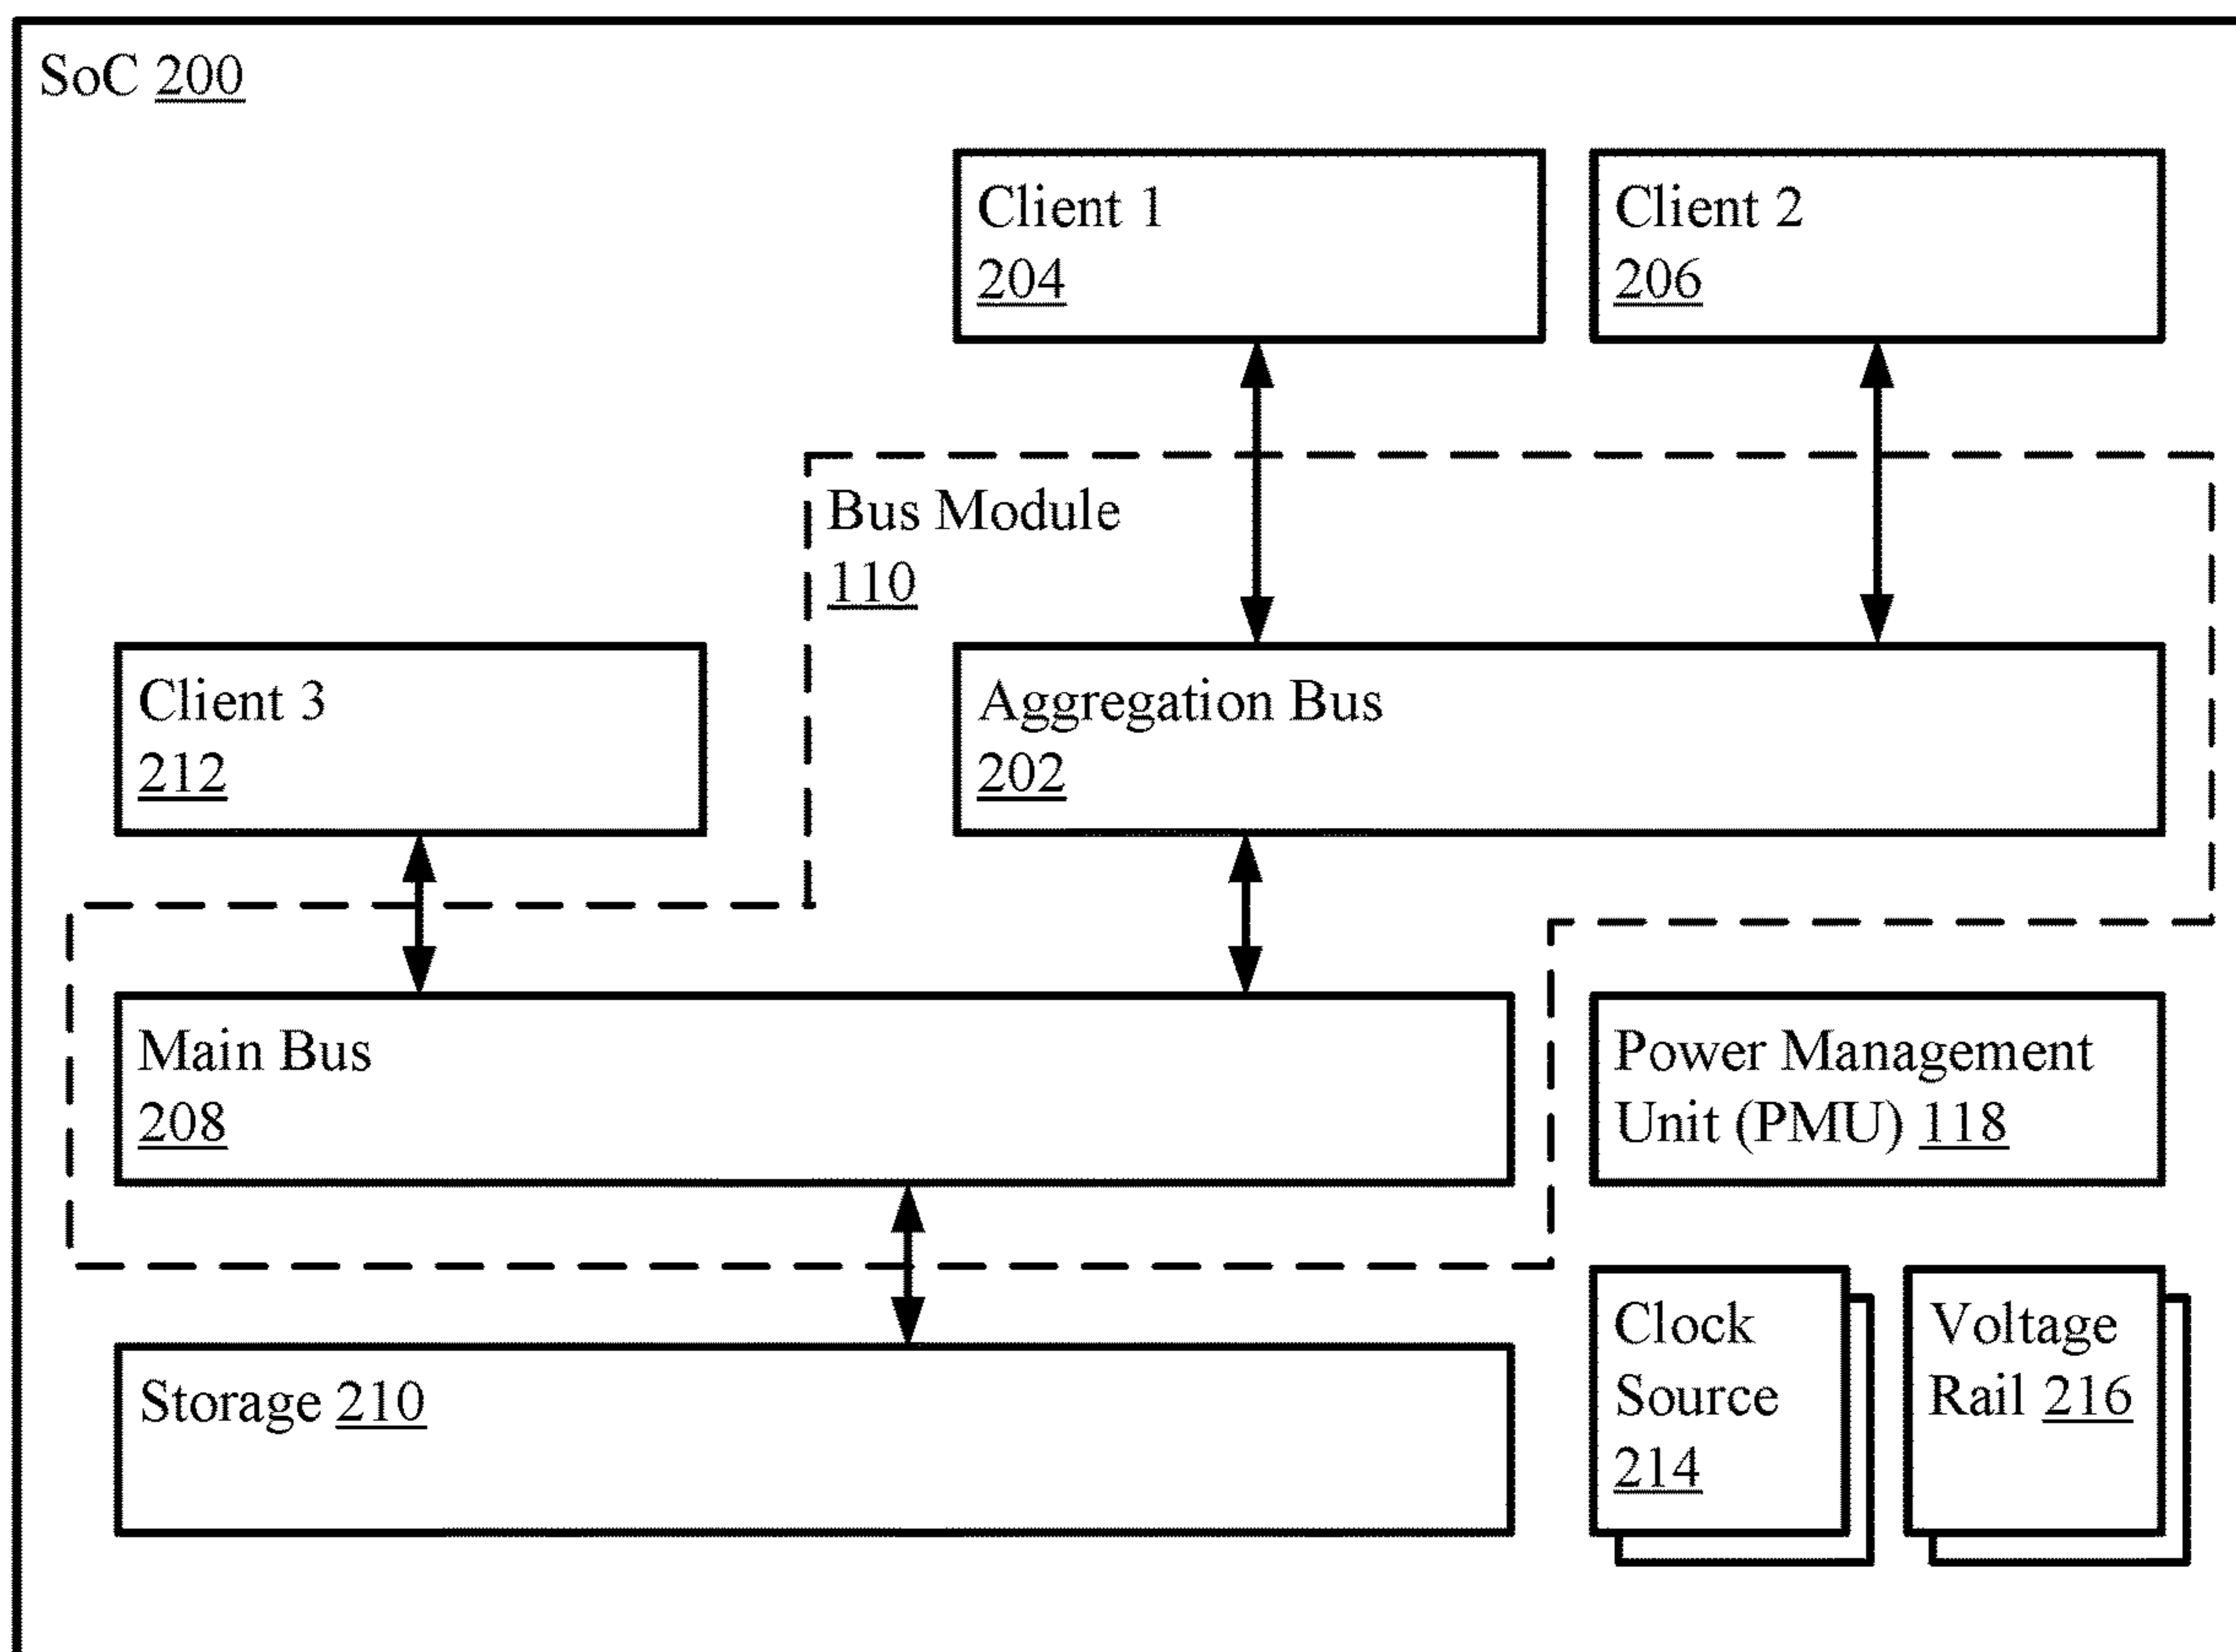 SoC 200
Client 1
204
Client 2
206
Bus Module
110
Client 3
212
Aggregation Bus
202
Main Bus
208
Power Management
Unit (PMU) 118
Storage 210
Clock
Source
214
Voltage
Rail 216